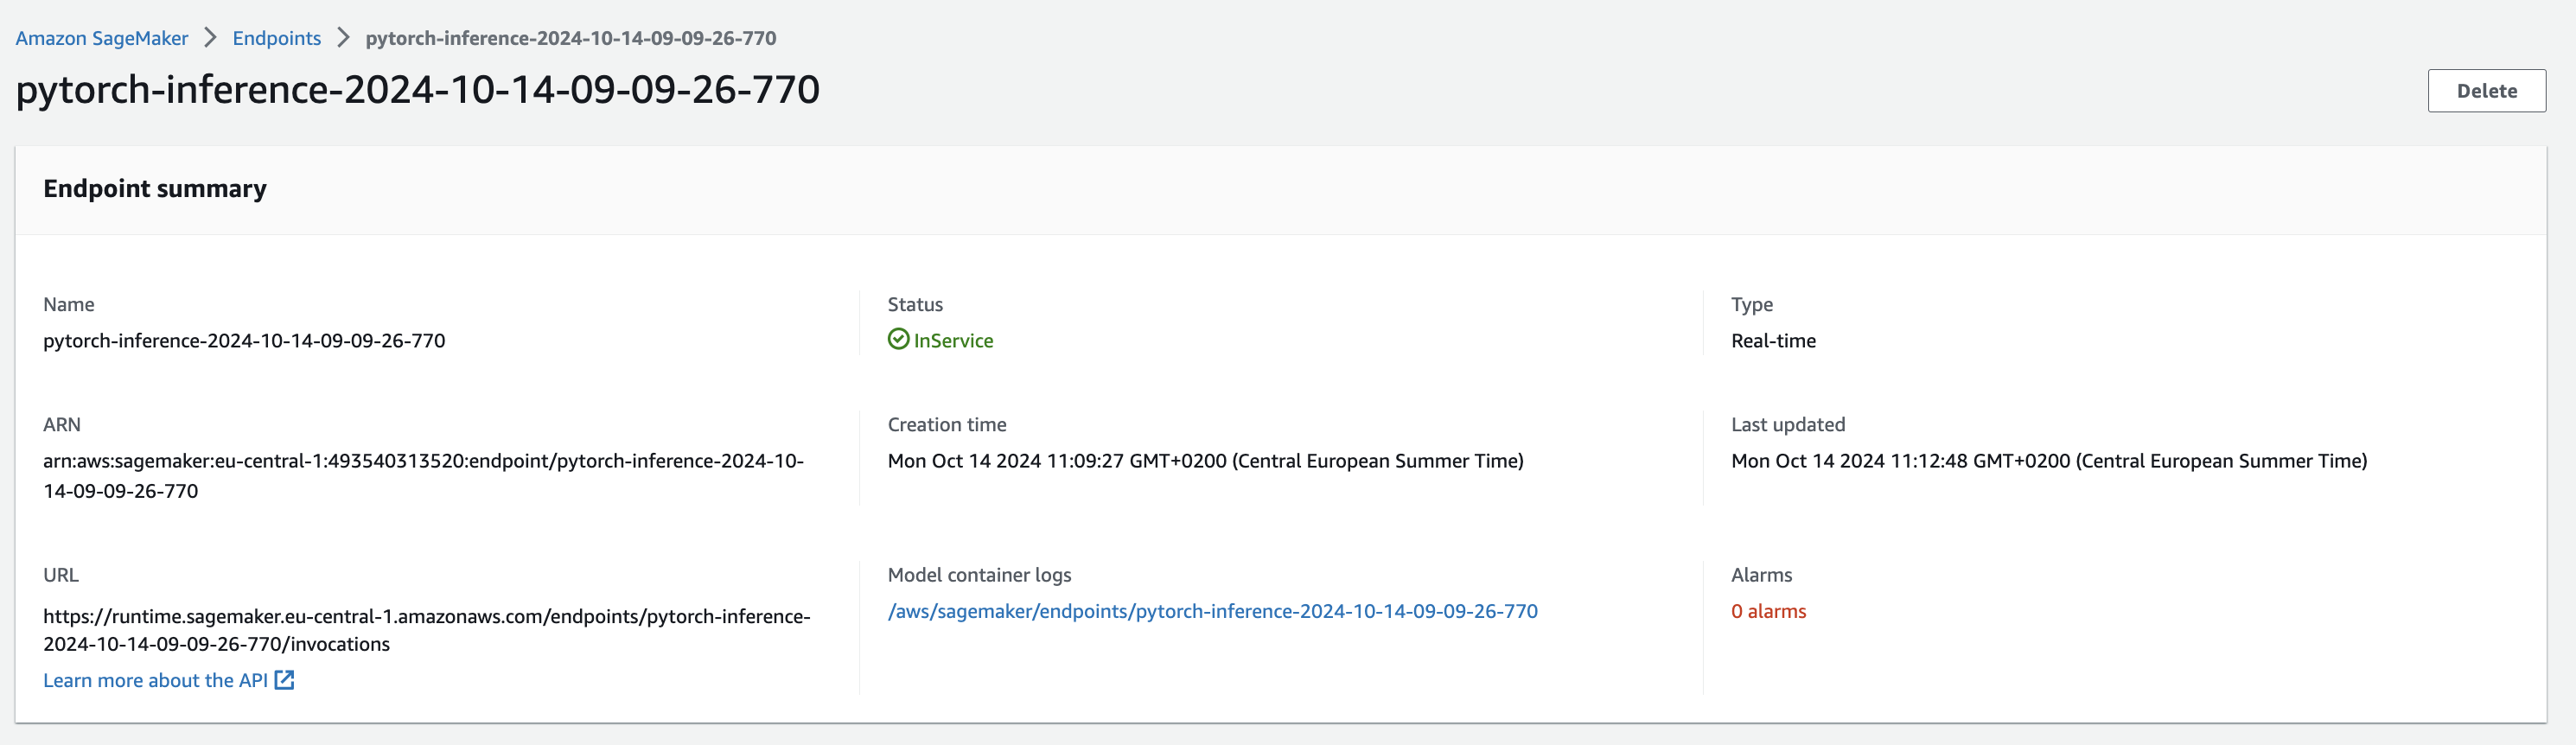 Amazon SageMaker > Endpoints > pytorch-inference-2024-10-14-09-09-26-770
pytorch-inference-2024-10-14-09-09-26-770
Delete
Endpoint summary
Name
pytorch-inference-2024-10-14-09-09-26-770
Status
InService
Type
Real-time
ARN
arn:aws:sagemaker:eu-central-1:493540313520:endpoint/pytorch-inference-2024-10-
14-09-09-26-770
Creation time
Mon Oct 14 2024 11:09:27 GMT+0200 (Central European Summer Time)
Last updated
Mon Oct 14 2024 11:12:48 GMT+0200 (Central European Summer Time)
URL
https://runtime.sagemaker.eu-central-1.amazonaws.com/endpoints/pytorch-inference-
2024-10-14-09-09-26-770/invocations
Learn more about the API
Model container logs
/aws/sagemaker/endpoints/pytorch-inference-2024-10-14-09-09-26-770
Alarms
0 alarms